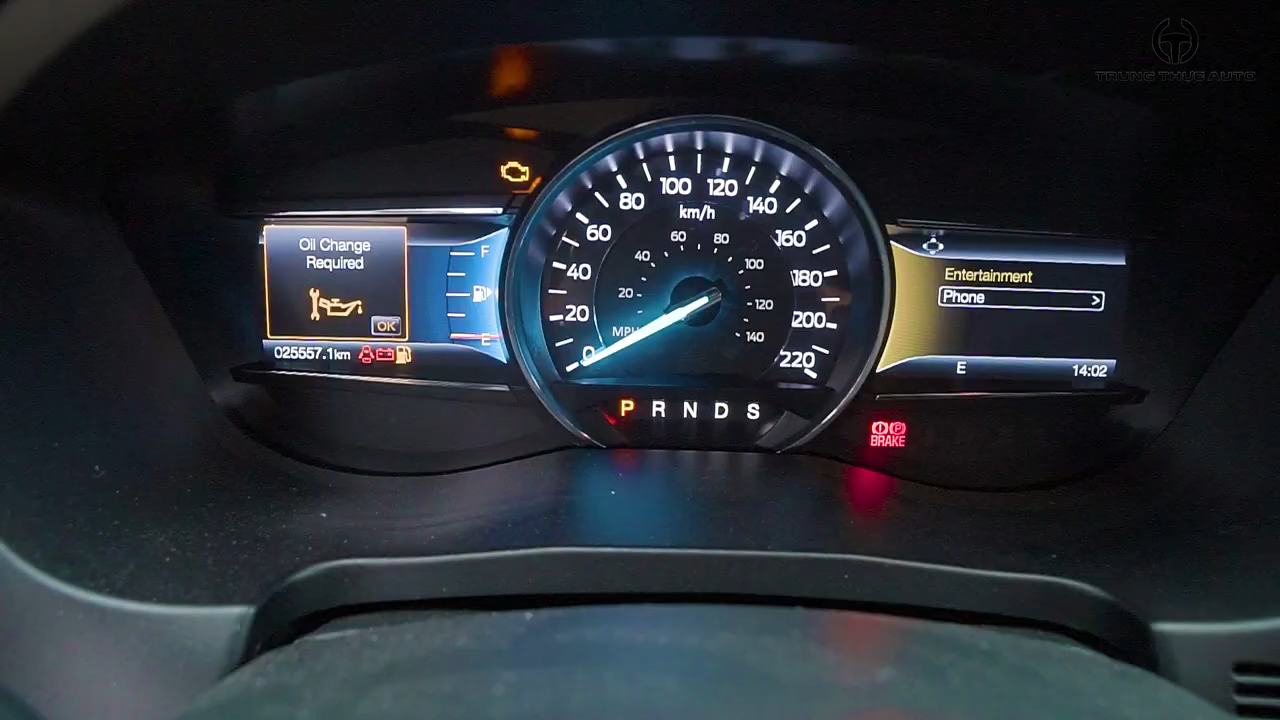 TRUNG THỰC AUTO
Oil Change
Required
OK
025557.1km
F
E
0
20
40
60
80
100
120
140
160
180
200
220
km/h
20
40
60
80
100
120
140
MPH
P R N D S
Entertainment
Phone >
E
14:02
BRAKE